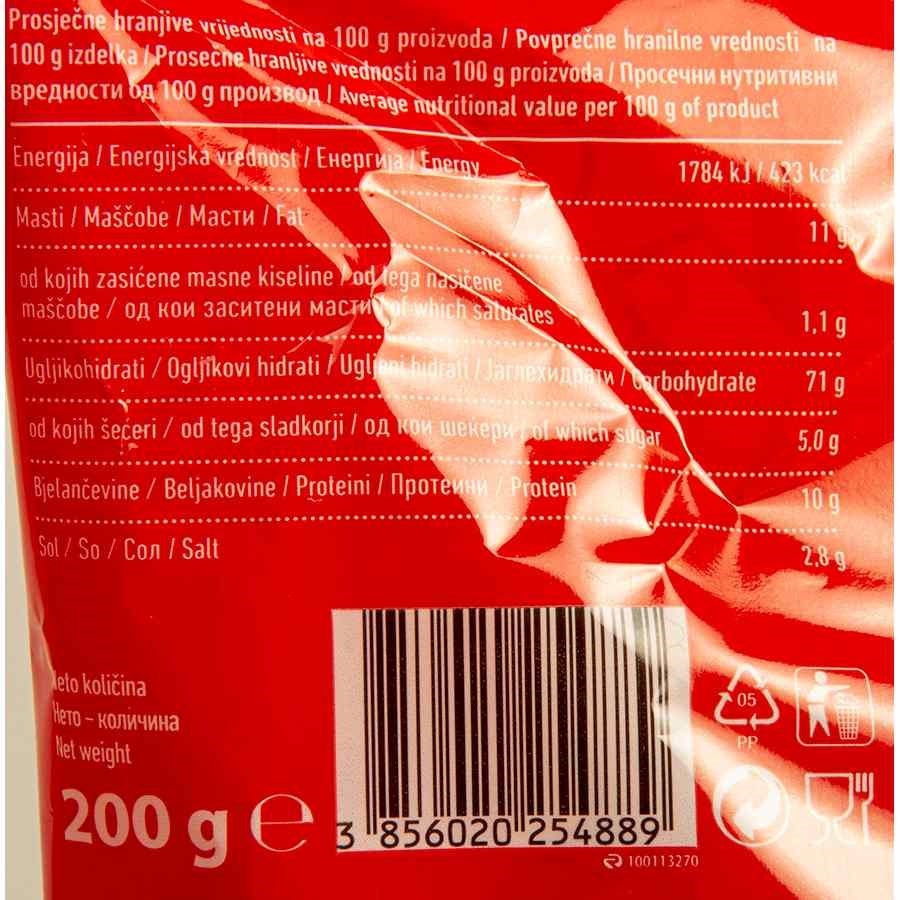 Prosječne hranjive vrijednosti na 100 g proizvoda / Povprečne hranilne vrednosti na
100 g izdelka / Prosečne hranljive vrednosti na 100 g proizvoda / Просечни нутритивни
вредности од 100 g производ / Average nutritional value per 100 g of product
Energija / Energijska vrednost / Енергија / Energy 1784 kJ / 423 kcal
Masti / Maščobe / Масти / Fat 11 g
od kojih zasićene masne kiseline / od tega nasičene
maščobe / од кои заситени масти / of which saturates 1,1 g
Ugljikohidrati / Ogljikovi hidrati / Ugljeni hidrati / Јаглехидрати / Carbohydrate 71 g
od kojih šećeri / od tega sladkorji / од кои шеќери / of which sugar 5,0 g
Bjelančevine / Beljakovine / Proteini / Протеини / Protein 10 g
Sol / So / Сол / Salt 2,8 g
Neto količina
Нето – количина
Net weight
200 g e
3 856020 254889
100113270
05
PP